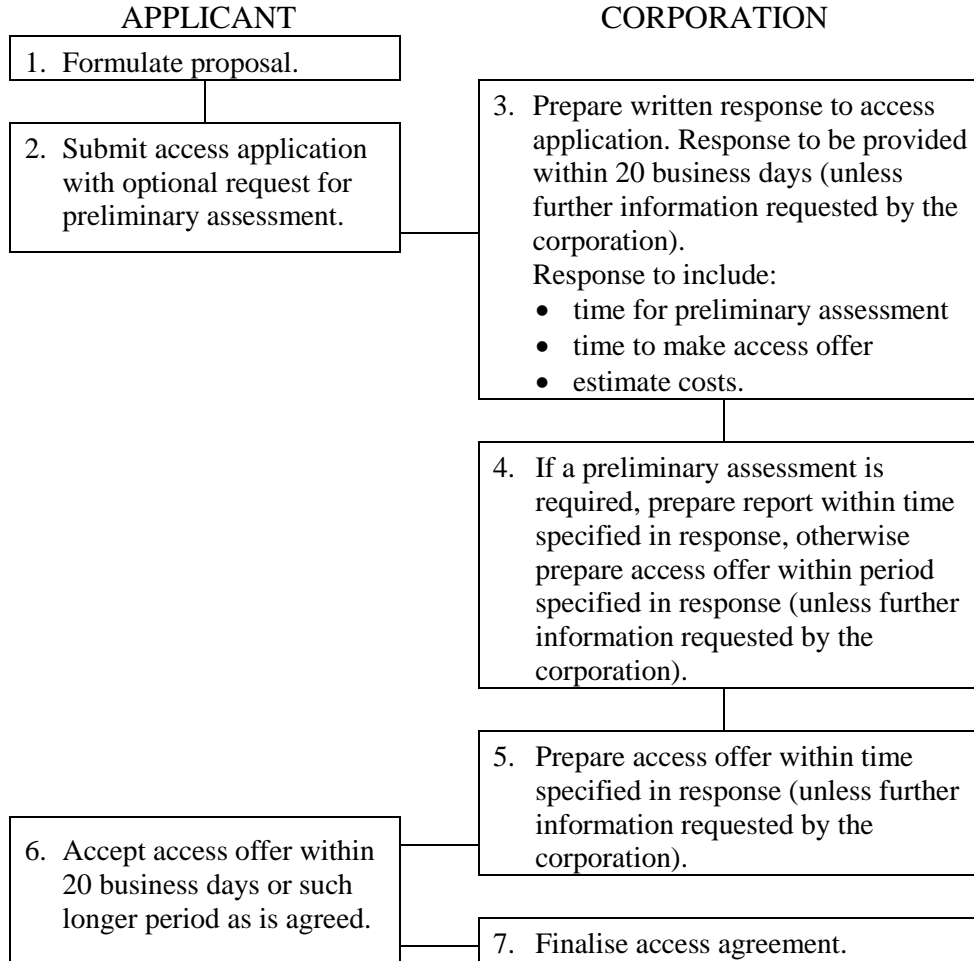 APPLICANT
CORPORATION
1. Formulate proposal.
2. Submit access application
with optional request for
preliminary assessment.
3. Prepare written response to access
application. Response to be provided
within 20 business days (unless
further information requested by the
corporation).
Response to include:
• time for preliminary assessment
• time to make access offer
• estimate costs.
4. If a preliminary assessment is
required, prepare report within time
specified in response, otherwise
prepare access offer within period
specified in response (unless further
information requested by the
corporation).
5. Prepare access offer within time
specified in response (unless further
information requested by the
corporation).
6. Accept access offer within
20 business days or such
longer period as is agreed.
7. Finalise access agreement.